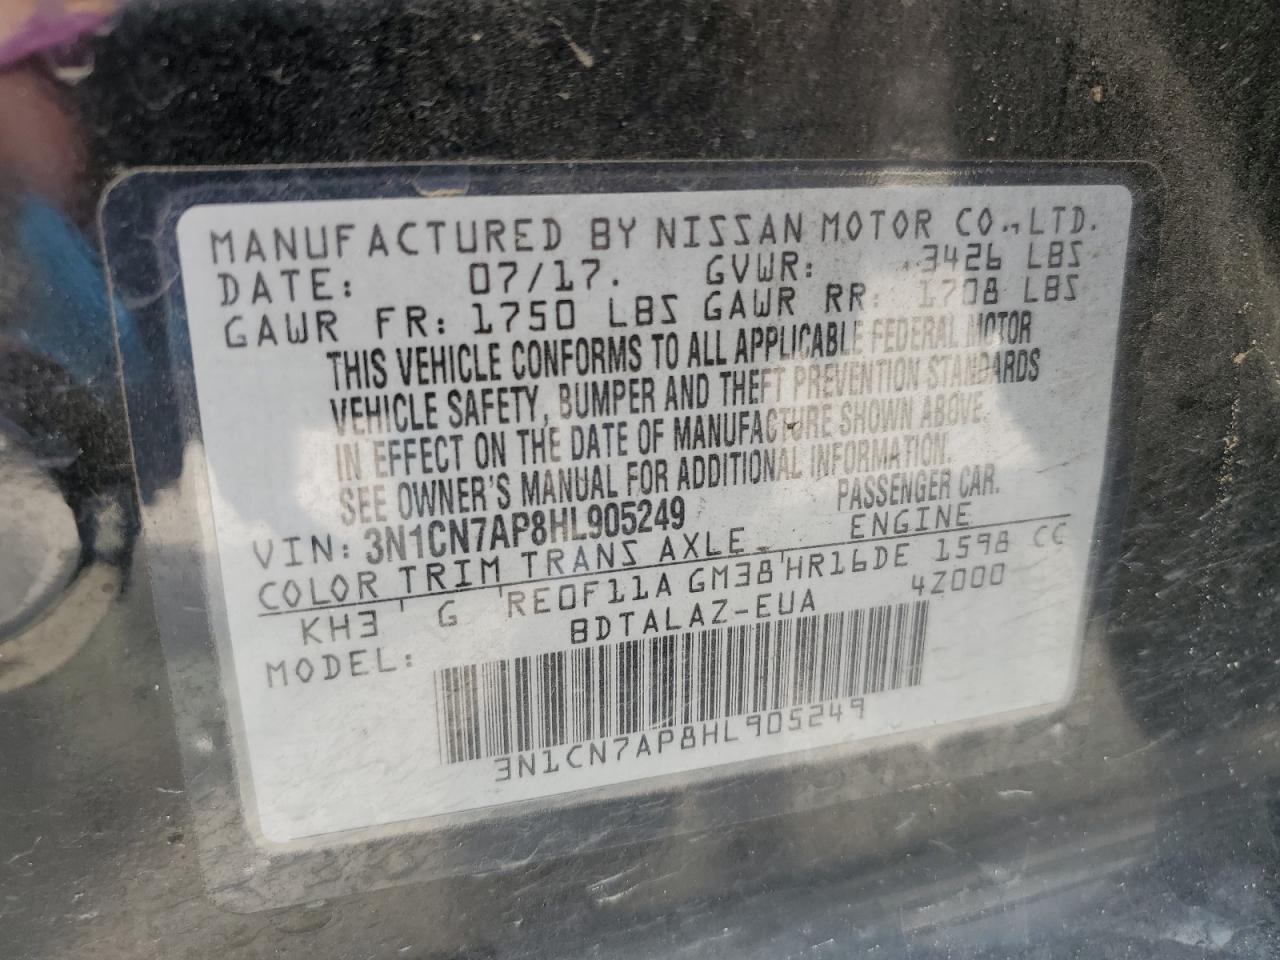 MANUFACTURED BY NISSAN MOTOR CO.,LTD.
DATE: 07/17. GVWR: 3426 LBS
GAWR FR: 1750 LBS GAWR RR: 1708 LBS
THIS VEHICLE CONFORMS TO ALL APPLICABLE FEDERAL MOTOR
VEHICLE SAFETY, BUMPER AND THEFT PREVENTION STANDARDS
IN EFFECT ON THE DATE OF MANUFACTURE SHOWN ABOVE.
SEE OWNER'S MANUAL FOR ADDITIONAL INFORMATION.
VIN: 3N1CN7AP8HL905249 PASSENGER CAR.
COLOR TRIM TRANS AXLE ENGINE
KH3 G RE0F11A GM38 HR16DE 1598 CC
MODEL: BDTALAZ-EUA 4Z000
3N1CN7AP8HL905249